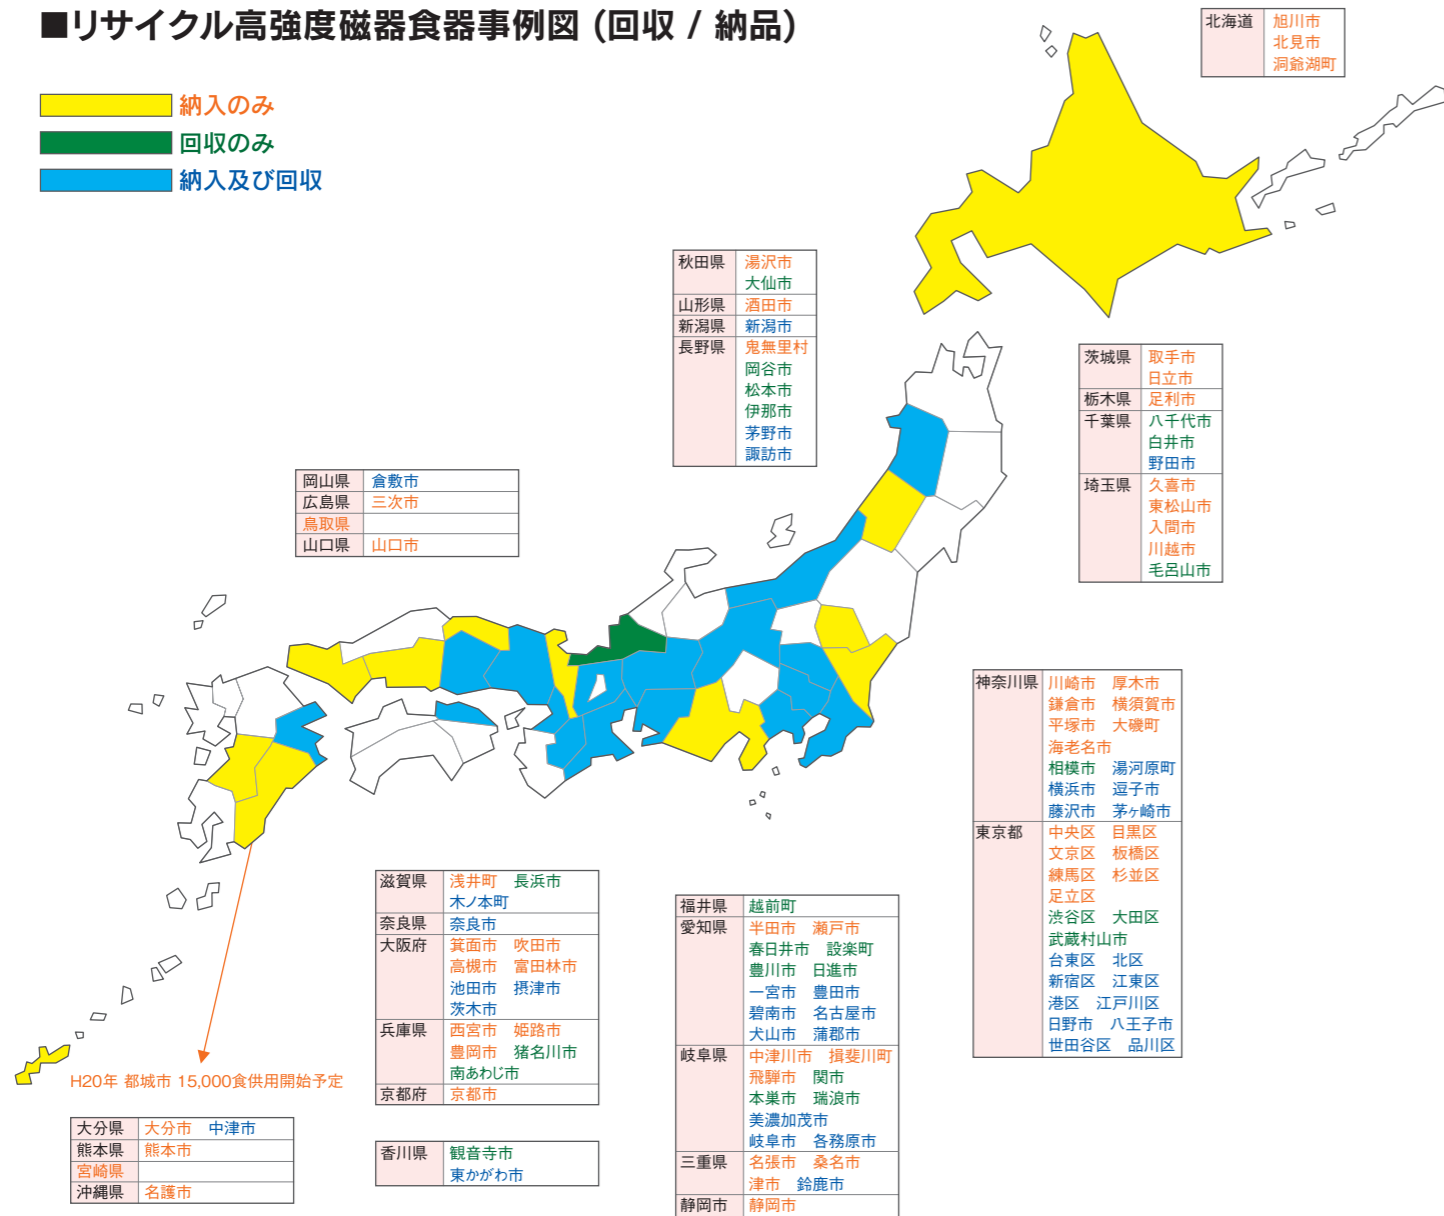 ■リサイクル高強度磁器食器事例図 (回収 / 納品)
納入のみ
回収のみ
納入及び回収
北海道 旭川市
北見市
洞爺湖町
秋田県 湯沢市
大仙市
山形県 酒田市
新潟県 新潟市
長野県 鬼無里村
岡谷市
松本市
伊那市
茅野市
諏訪市
茨城県 取手市
日立市
栃木県 足利市
千葉県 八千代市
白井市
野田市
埼玉県 久喜市
東松山市
入間市
川越市
毛呂山市
岡山県 倉敷市
広島県 三次市
鳥取県
山口県 山口市
神奈川県 川崎市 厚木市
鎌倉市 横須賀市
平塚市 大磯町
海老名市
相模市 湯河原町
横浜市 逗子市
藤沢市 茅ヶ崎市
東京都 中央区 目黒区
文京区 板橋区
練馬区 杉並区
足立区
渋谷区 大田区
武蔵村山市
台東区 北区
新宿区 江東区
港区 江戸川区
日野市 八王子市
世田谷区 品川区
滋賀県 浅井町 長浜市
木ノ本町
奈良県 奈良市
大阪府 箕面市 吹田市
高槻市 富田林市
池田市 摂津市
茨木市
兵庫県 西宮市 姫路市
豊岡市 猪名川市
南あわじ市
京都府 京都市
香川県 観音寺市
東かがわ市
福井県 越前町
愛知県 半田市 瀬戸市
春日井市 設楽町
豊川市 日進市
一宮市 豊田市
碧南市 名古屋市
犬山市 蒲郡市
岐阜県 中津川市 揖斐川町
飛騨市 関市
本巣市 瑞浪市
美濃加茂市
岐阜市 各務原市
三重県 名張市 桑名市
津市 鈴鹿市
静岡市 静岡市
H20年 都城市 15,000食供用開始予定
大分県 大分市 中津市
熊本県 熊本市
宮崎県
沖縄県 名護市